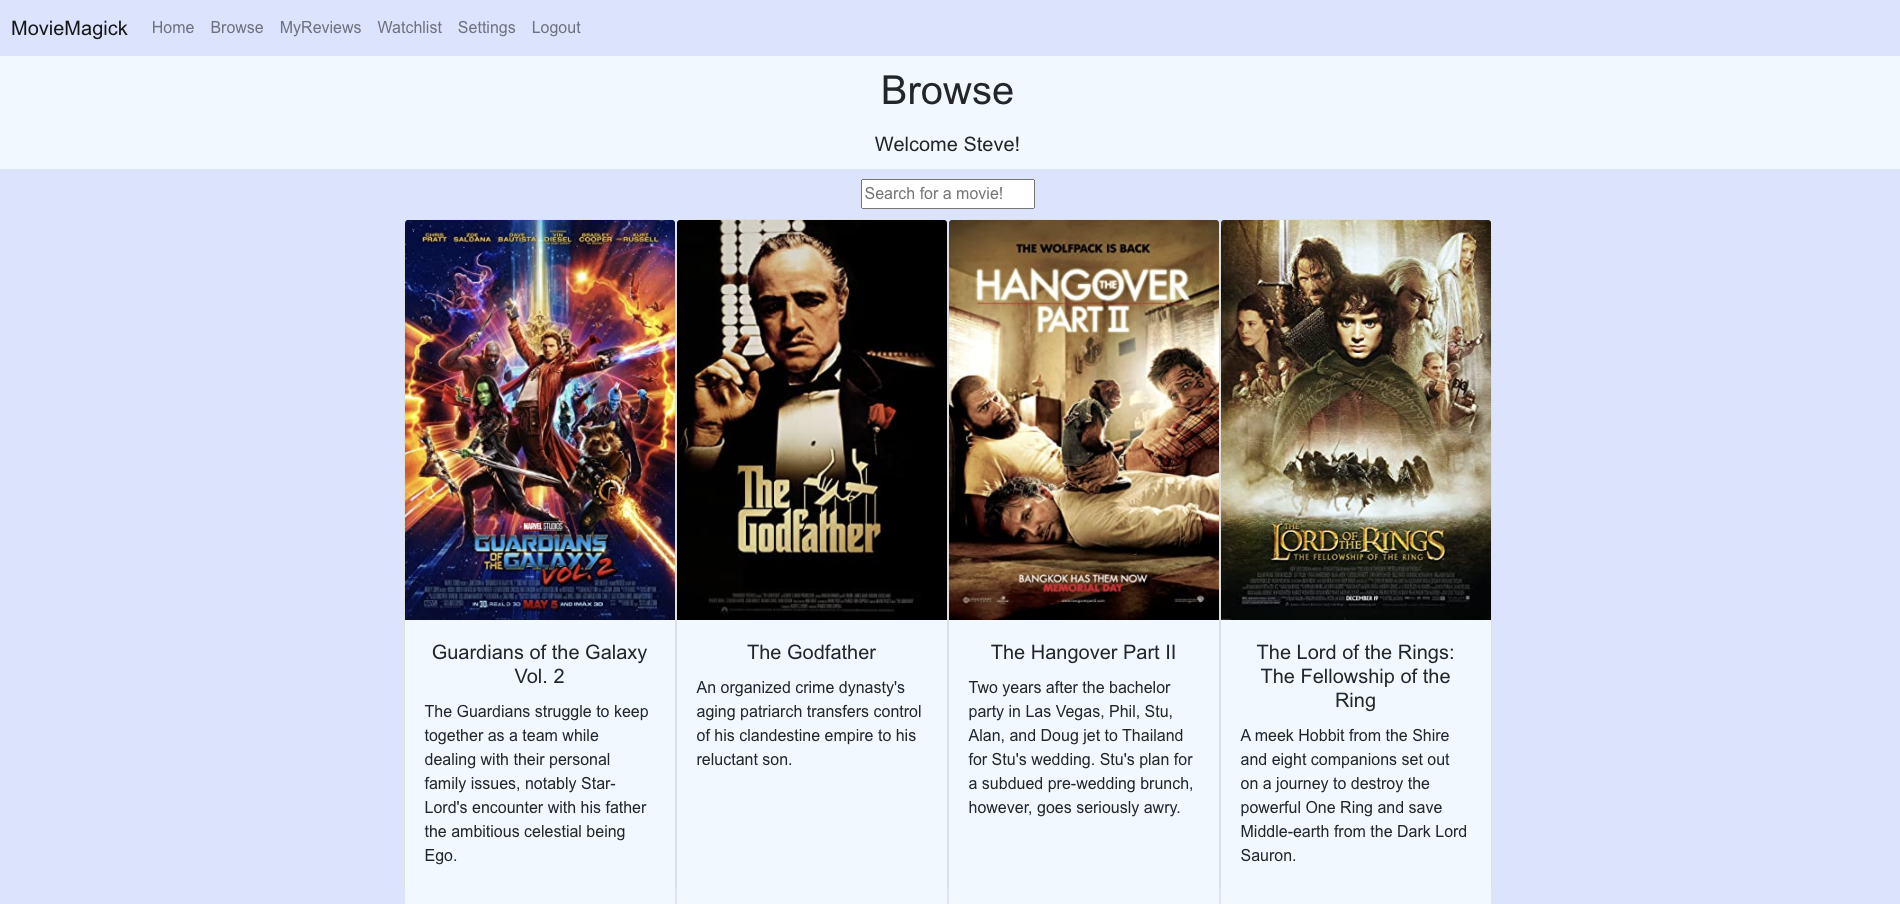 MovieMagick Home Browse MyReviews Watchlist Settings Logout
Browse
Welcome Steve!
Search for a movie!
CHRIS PRATT ZOE SALDANA DAVE BAUTISTA VIN DIESEL BRADLEY COOPER KURT RUSSELL
MARVEL STUDIOS
GUARDIANS
OF THE GALAXY
VOL. 2
IN 3D, REAL D 3D MAY 5 AND IMAX 3D
The
Godfather
THE WOLFPACK IS BACK
THE
HANGOVER
PART II
BANGKOK HAS THEM NOW
MEMORIAL DAY
THE
LORD OF THE RINGS
THE FELLOWSHIP OF THE RING
DECEMBER 19
Guardians of the Galaxy
Vol. 2
The Guardians struggle to keep
together as a team while
dealing with their personal
family issues, notably Star-
Lord's encounter with his father
the ambitious celestial being
Ego.
The Godfather
An organized crime dynasty's
aging patriarch transfers control
of his clandestine empire to his
reluctant son.
The Hangover Part II
Two years after the bachelor
party in Las Vegas, Phil, Stu,
Alan, and Doug jet to Thailand
for Stu's wedding. Stu's plan for
a subdued pre-wedding brunch,
however, goes seriously awry.
The Lord of the Rings:
The Fellowship of the
Ring
A meek Hobbit from the Shire
and eight companions set out
on a journey to destroy the
powerful One Ring and save
Middle-earth from the Dark Lord
Sauron.